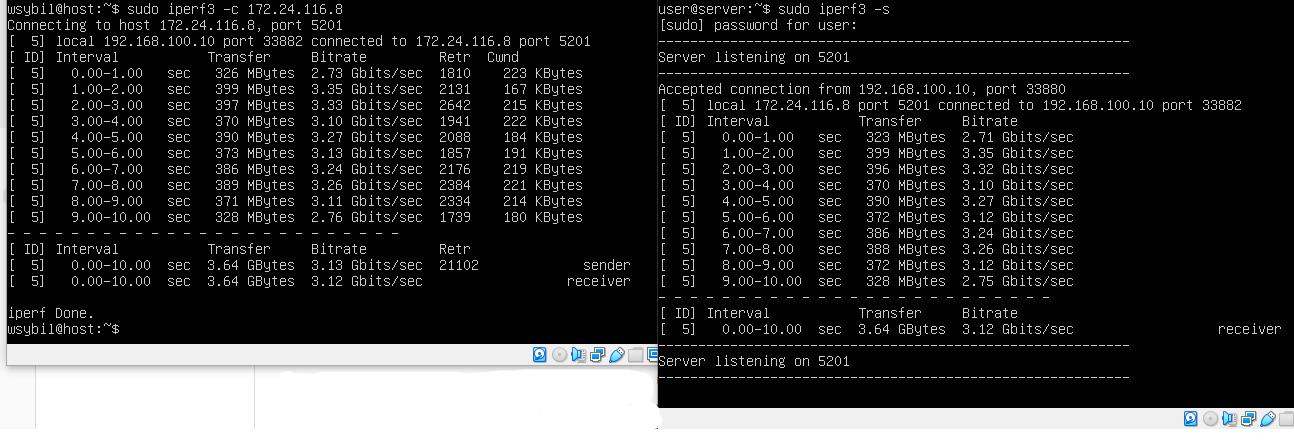 wsybil@host:~$ sudo iperf3 -c 172.24.116.8
Connecting to host 172.24.116.8, port 5201
[  5] local 192.168.100.10 port 33882 connected to 172.24.116.8 port 5201
[ ID] Interval           Transfer     Bitrate         Retr  Cwnd
[  5]   0.00-1.00   sec   326 MBytes  2.73 Gbits/sec  1810    223 KBytes
[  5]   1.00-2.00   sec   399 MBytes  3.35 Gbits/sec  2131    167 KBytes
[  5]   2.00-3.00   sec   397 MBytes  3.33 Gbits/sec  2642    215 KBytes
[  5]   3.00-4.00   sec   370 MBytes  3.10 Gbits/sec  1941    222 KBytes
[  5]   4.00-5.00   sec   390 MBytes  3.27 Gbits/sec  2088    184 KBytes
[  5]   5.00-6.00   sec   373 MBytes  3.13 Gbits/sec  1857    191 KBytes
[  5]   6.00-7.00   sec   386 MBytes  3.24 Gbits/sec  2176    219 KBytes
[  5]   7.00-8.00   sec   389 MBytes  3.26 Gbits/sec  2384    221 KBytes
[  5]   8.00-9.00   sec   371 MBytes  3.11 Gbits/sec  2334    214 KBytes
[  5]   9.00-10.00  sec   328 MBytes  2.76 Gbits/sec  1739    180 KBytes
- - - - - - - - - - - - - - - - - - - - - - - - -
[ ID] Interval           Transfer     Bitrate         Retr
[  5]   0.00-10.00  sec  3.64 GBytes  3.13 Gbits/sec  21102             sender
[  5]   0.00-10.00  sec  3.64 GBytes  3.12 Gbits/sec                  receiver
iperf Done.
wsybil@host:~$
user@server:~$ sudo iperf3 -s
[sudo] password for user:
-----------------------------------------------------------
Server listening on 5201
-----------------------------------------------------------
Accepted connection from 192.168.100.10, port 33880
[  5] local 172.24.116.8 port 5201 connected to 192.168.100.10 port 33882
[ ID] Interval           Transfer     Bitrate
[  5]   0.00-1.00   sec   323 MBytes  2.71 Gbits/sec
[  5]   1.00-2.00   sec   399 MBytes  3.35 Gbits/sec
[  5]   2.00-3.00   sec   396 MBytes  3.32 Gbits/sec
[  5]   3.00-4.00   sec   370 MBytes  3.10 Gbits/sec
[  5]   4.00-5.00   sec   390 MBytes  3.27 Gbits/sec
[  5]   5.00-6.00   sec   372 MBytes  3.12 Gbits/sec
[  5]   6.00-7.00   sec   386 MBytes  3.24 Gbits/sec
[  5]   7.00-8.00   sec   388 MBytes  3.26 Gbits/sec
[  5]   8.00-9.00   sec   372 MBytes  3.12 Gbits/sec
[  5]   9.00-10.00  sec   328 MBytes  2.75 Gbits/sec
- - - - - - - - - - - - - - - - - - - - - - - - -
[ ID] Interval           Transfer     Bitrate
[  5]   0.00-10.00  sec  3.64 GBytes  3.12 Gbits/sec                  receiver
-----------------------------------------------------------
Server listening on 5201
-----------------------------------------------------------